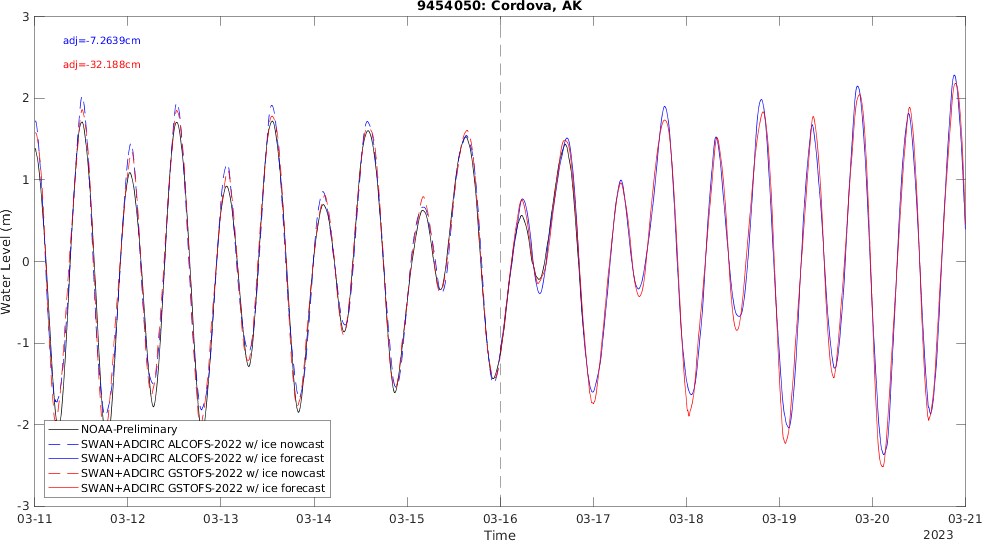 9454050: Cordova, AK
adj=-7.2639cm
adj=-32.188cm
Water Level (m)
3
2
1
0
-1
-2
-3
NOAA-Preliminary
SWAN+ADCIRC ALCOFS-2022 w/ ice nowcast
SWAN+ADCIRC ALCOFS-2022 w/ ice forecast
SWAN+ADCIRC GSTOFS-2022 w/ ice nowcast
SWAN+ADCIRC GSTOFS-2022 w/ ice forecast
03-11 03-12 03-13 03-14 03-15 03-16 03-17 03-18 03-19 03-20 03-21
Time
2023